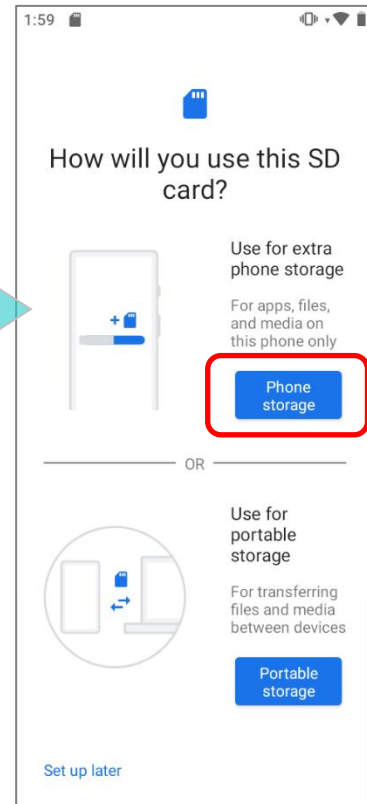 1:59
How will you use this SD
card?
Use for extra
phone storage
For apps, files,
and media on
this phone only
Phone
storage
OR
Use for
portable
storage
For transferring
files and media
between devices
Portable
storage
Set up later